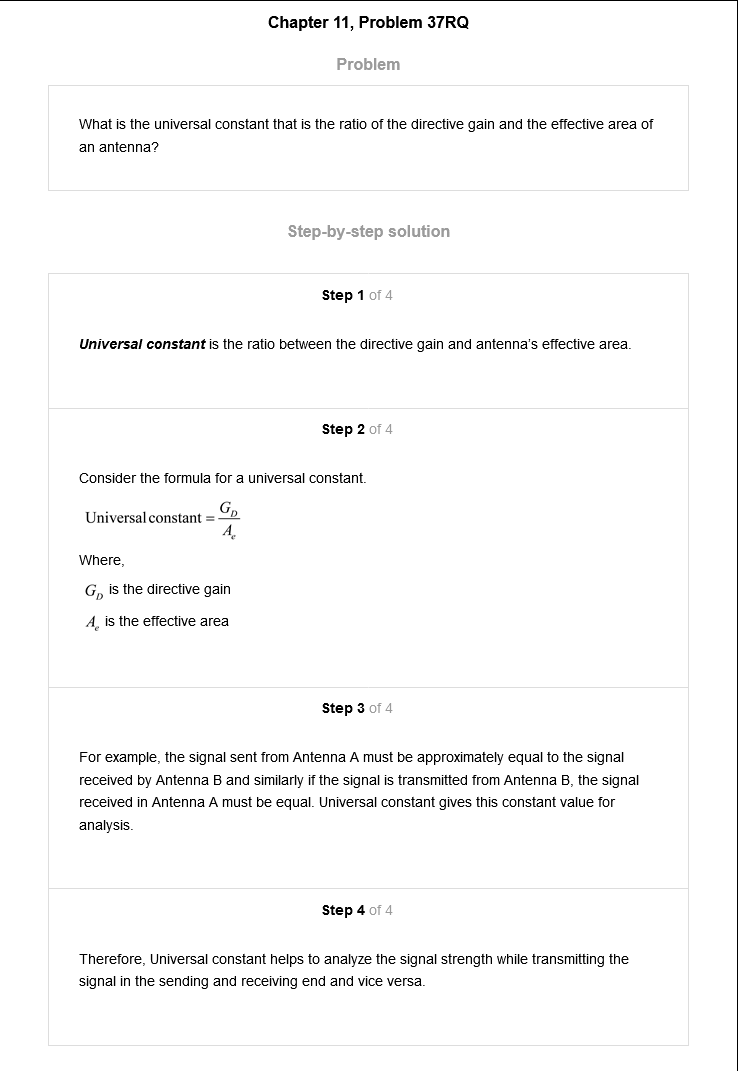 Chapter 11, Problem 37RQ
Problem
What is the universal constant that is the ratio of the directive gain and the effective area of
an antenna?
Step-by-step solution
Step 1 of 4
Universal constant is the ratio between the directive gain and antenna's effective area.
Step 2 of 4
Consider the formula for a universal constant.
Universal constant = G_D / A_e
Where,
G_D is the directive gain
A_e is the effective area
Step 3 of 4
For example, the signal sent from Antenna A must be approximately equal to the signal
received by Antenna B and similarly if the signal is transmitted from Antenna B, the signal
received in Antenna A must be equal. Universal constant gives this constant value for
analysis.
Step 4 of 4
Therefore, Universal constant helps to analyze the signal strength while transmitting the
signal in the sending and receiving end and vice versa.